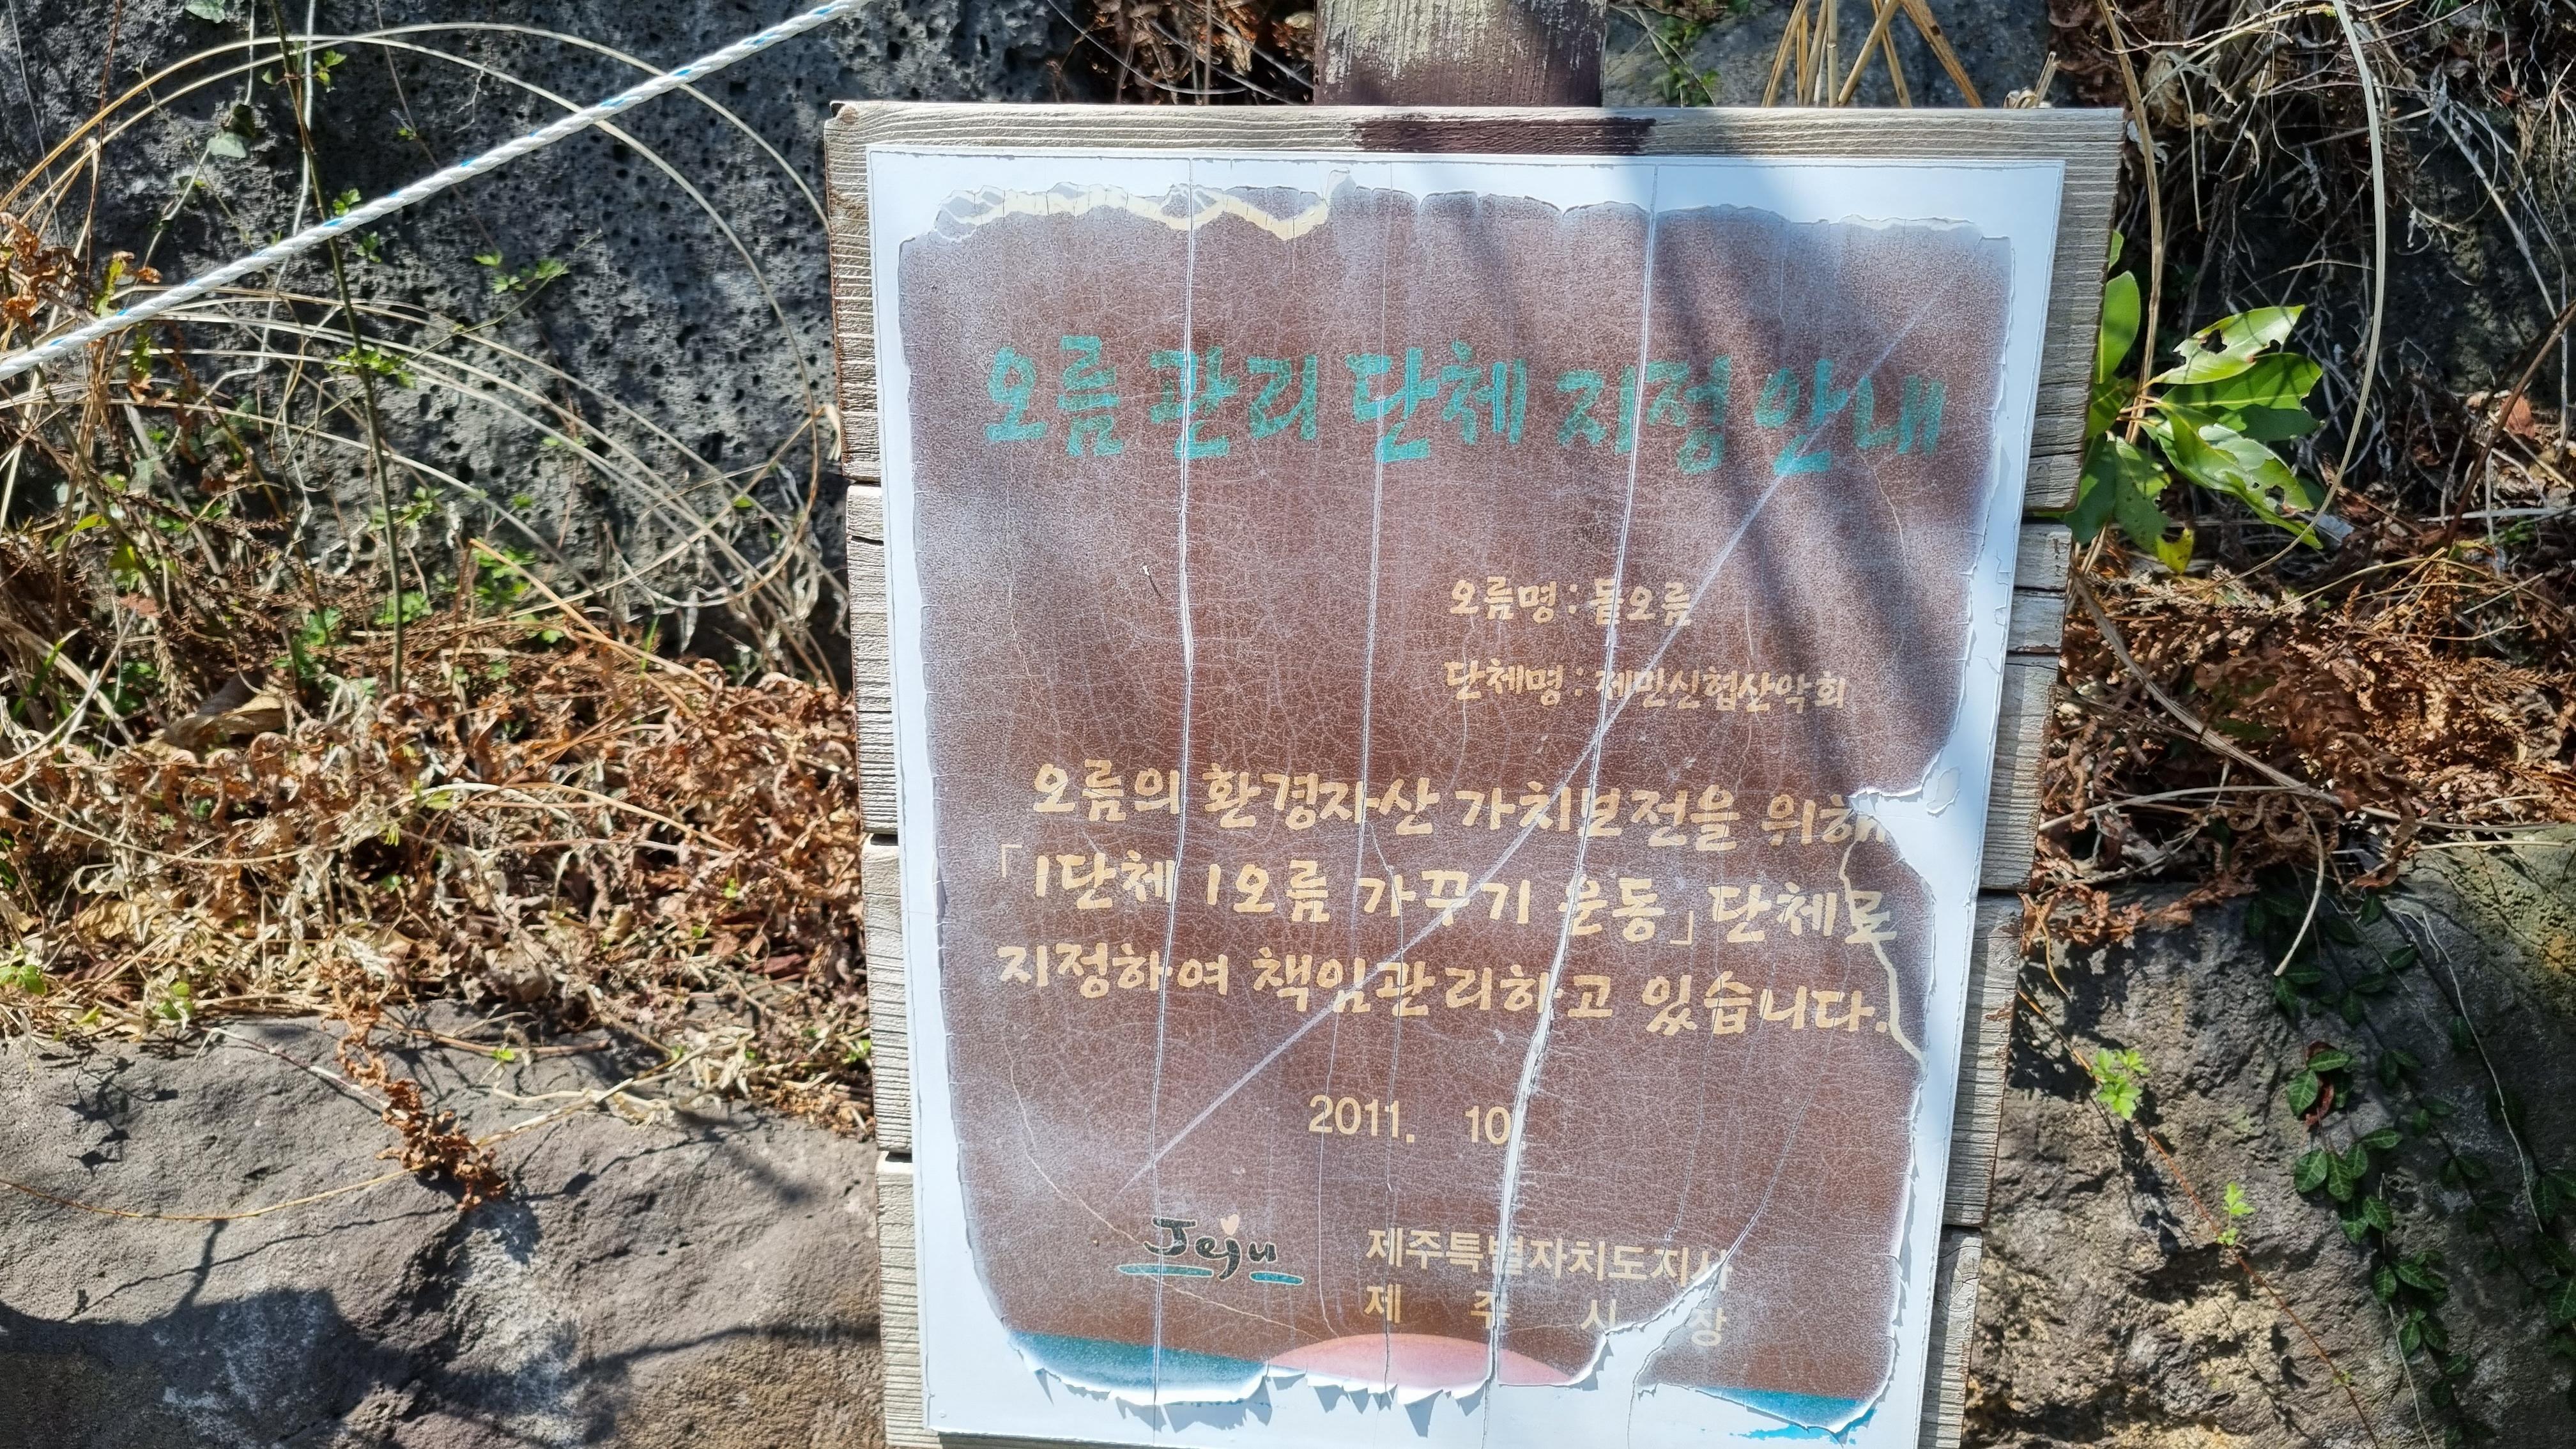 오름 관리 단체 지정 안내
오름명 : 돝오름
단체명 : 제민신협산악회
오름의 환경자산 가치보전을 위해
「1단체 1오름 가꾸기 운동」단체로
지정하여 책임관리하고 있습니다.
2011. 10
Jeju
제주특별자치도지사
제 주 시 장